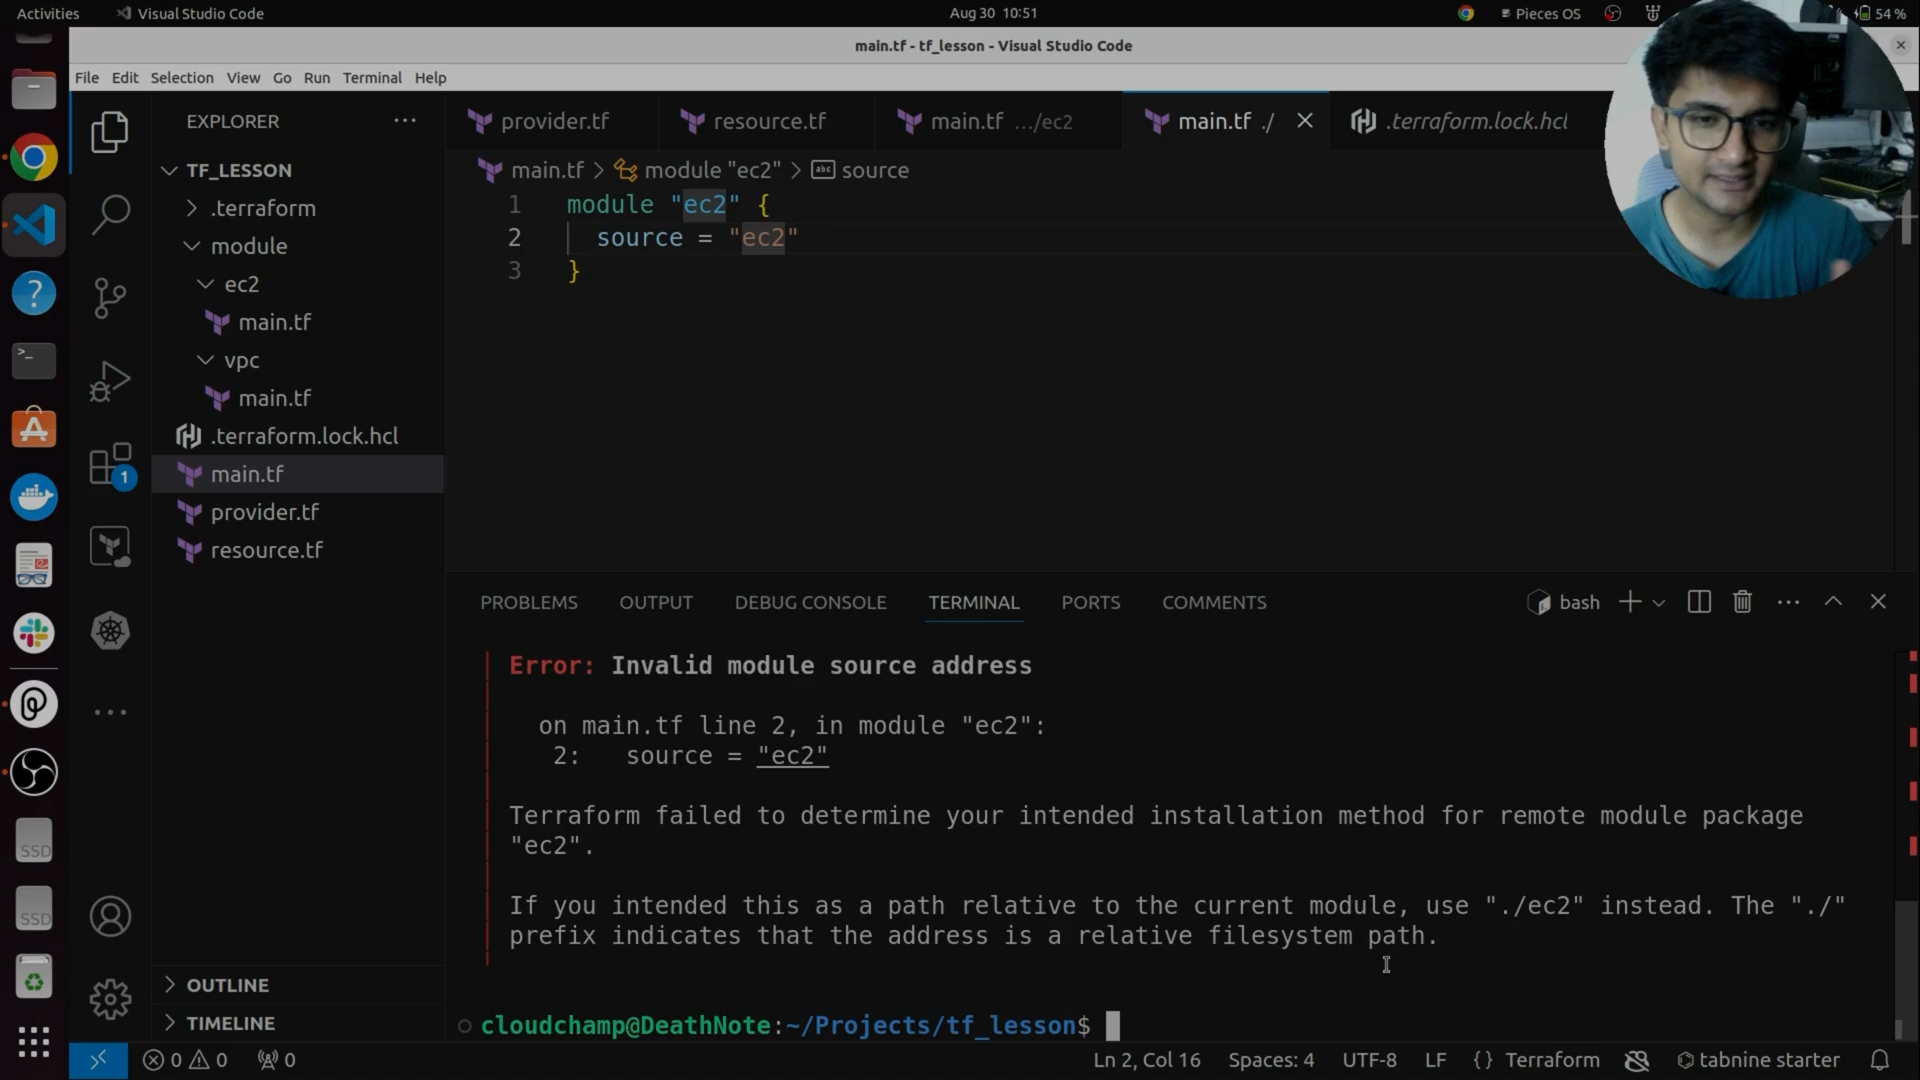 Activities Visual Studio Code Aug 30 10:51 Pieces OS 54 %
main.tf - tf_lesson - Visual Studio Code
File Edit Selection View Go Run Terminal Help
EXPLORER
TF_LESSON
.terraform
module
ec2
main.tf
vpc
main.tf
.terraform.lock.hcl
main.tf
provider.tf
resource.tf
OUTLINE
TIMELINE
1
SSD
SSD
provider.tf resource.tf main.tf .../ec2 main.tf ./ .terraform.lock.hcl
main.tf > module "ec2" > abc source
1 module "ec2" {
2 source = "ec2"
3 }
PROBLEMS OUTPUT DEBUG CONSOLE TERMINAL PORTS COMMENTS bash
Error: Invalid module source address
on main.tf line 2, in module "ec2":
2: source = "ec2"
Terraform failed to determine your intended installation method for remote module package
"ec2".
If you intended this as a path relative to the current module, use "./ec2" instead. The "./"
prefix indicates that the address is a relative filesystem path.
cloudchamp@DeathNote:~/Projects/tf_lesson$
0 0 0 Ln 2, Col 16 Spaces: 4 UTF-8 LF {} Terraform tabnine starter